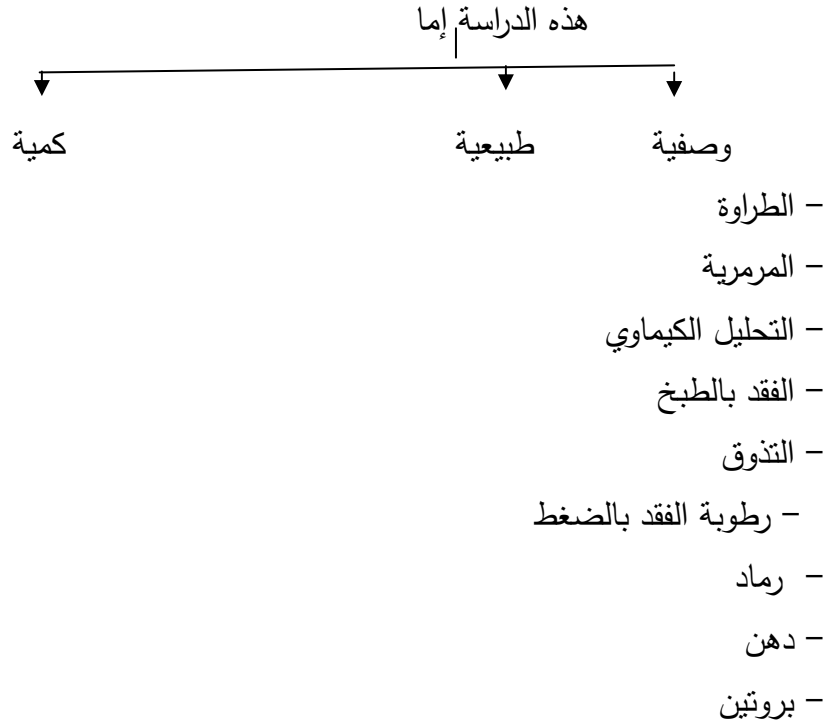 هذه الدراسة إما
وصفية طبيعية كمية
– الطراوة
– المرمرية
– التحليل الكيماوي
– الفقد بالطبخ
– التذوق
– رطوبة الفقد بالضغط
– رماد
– دهن
– بروتين